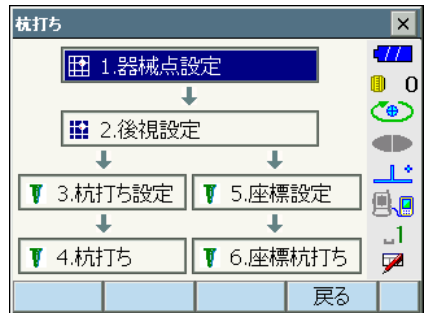 杭打ち
1.器械点設定
2.後視設定
3.杭打ち設定 5.座標設定
4.杭打ち 6.座標杭打ち
0
1
戻る